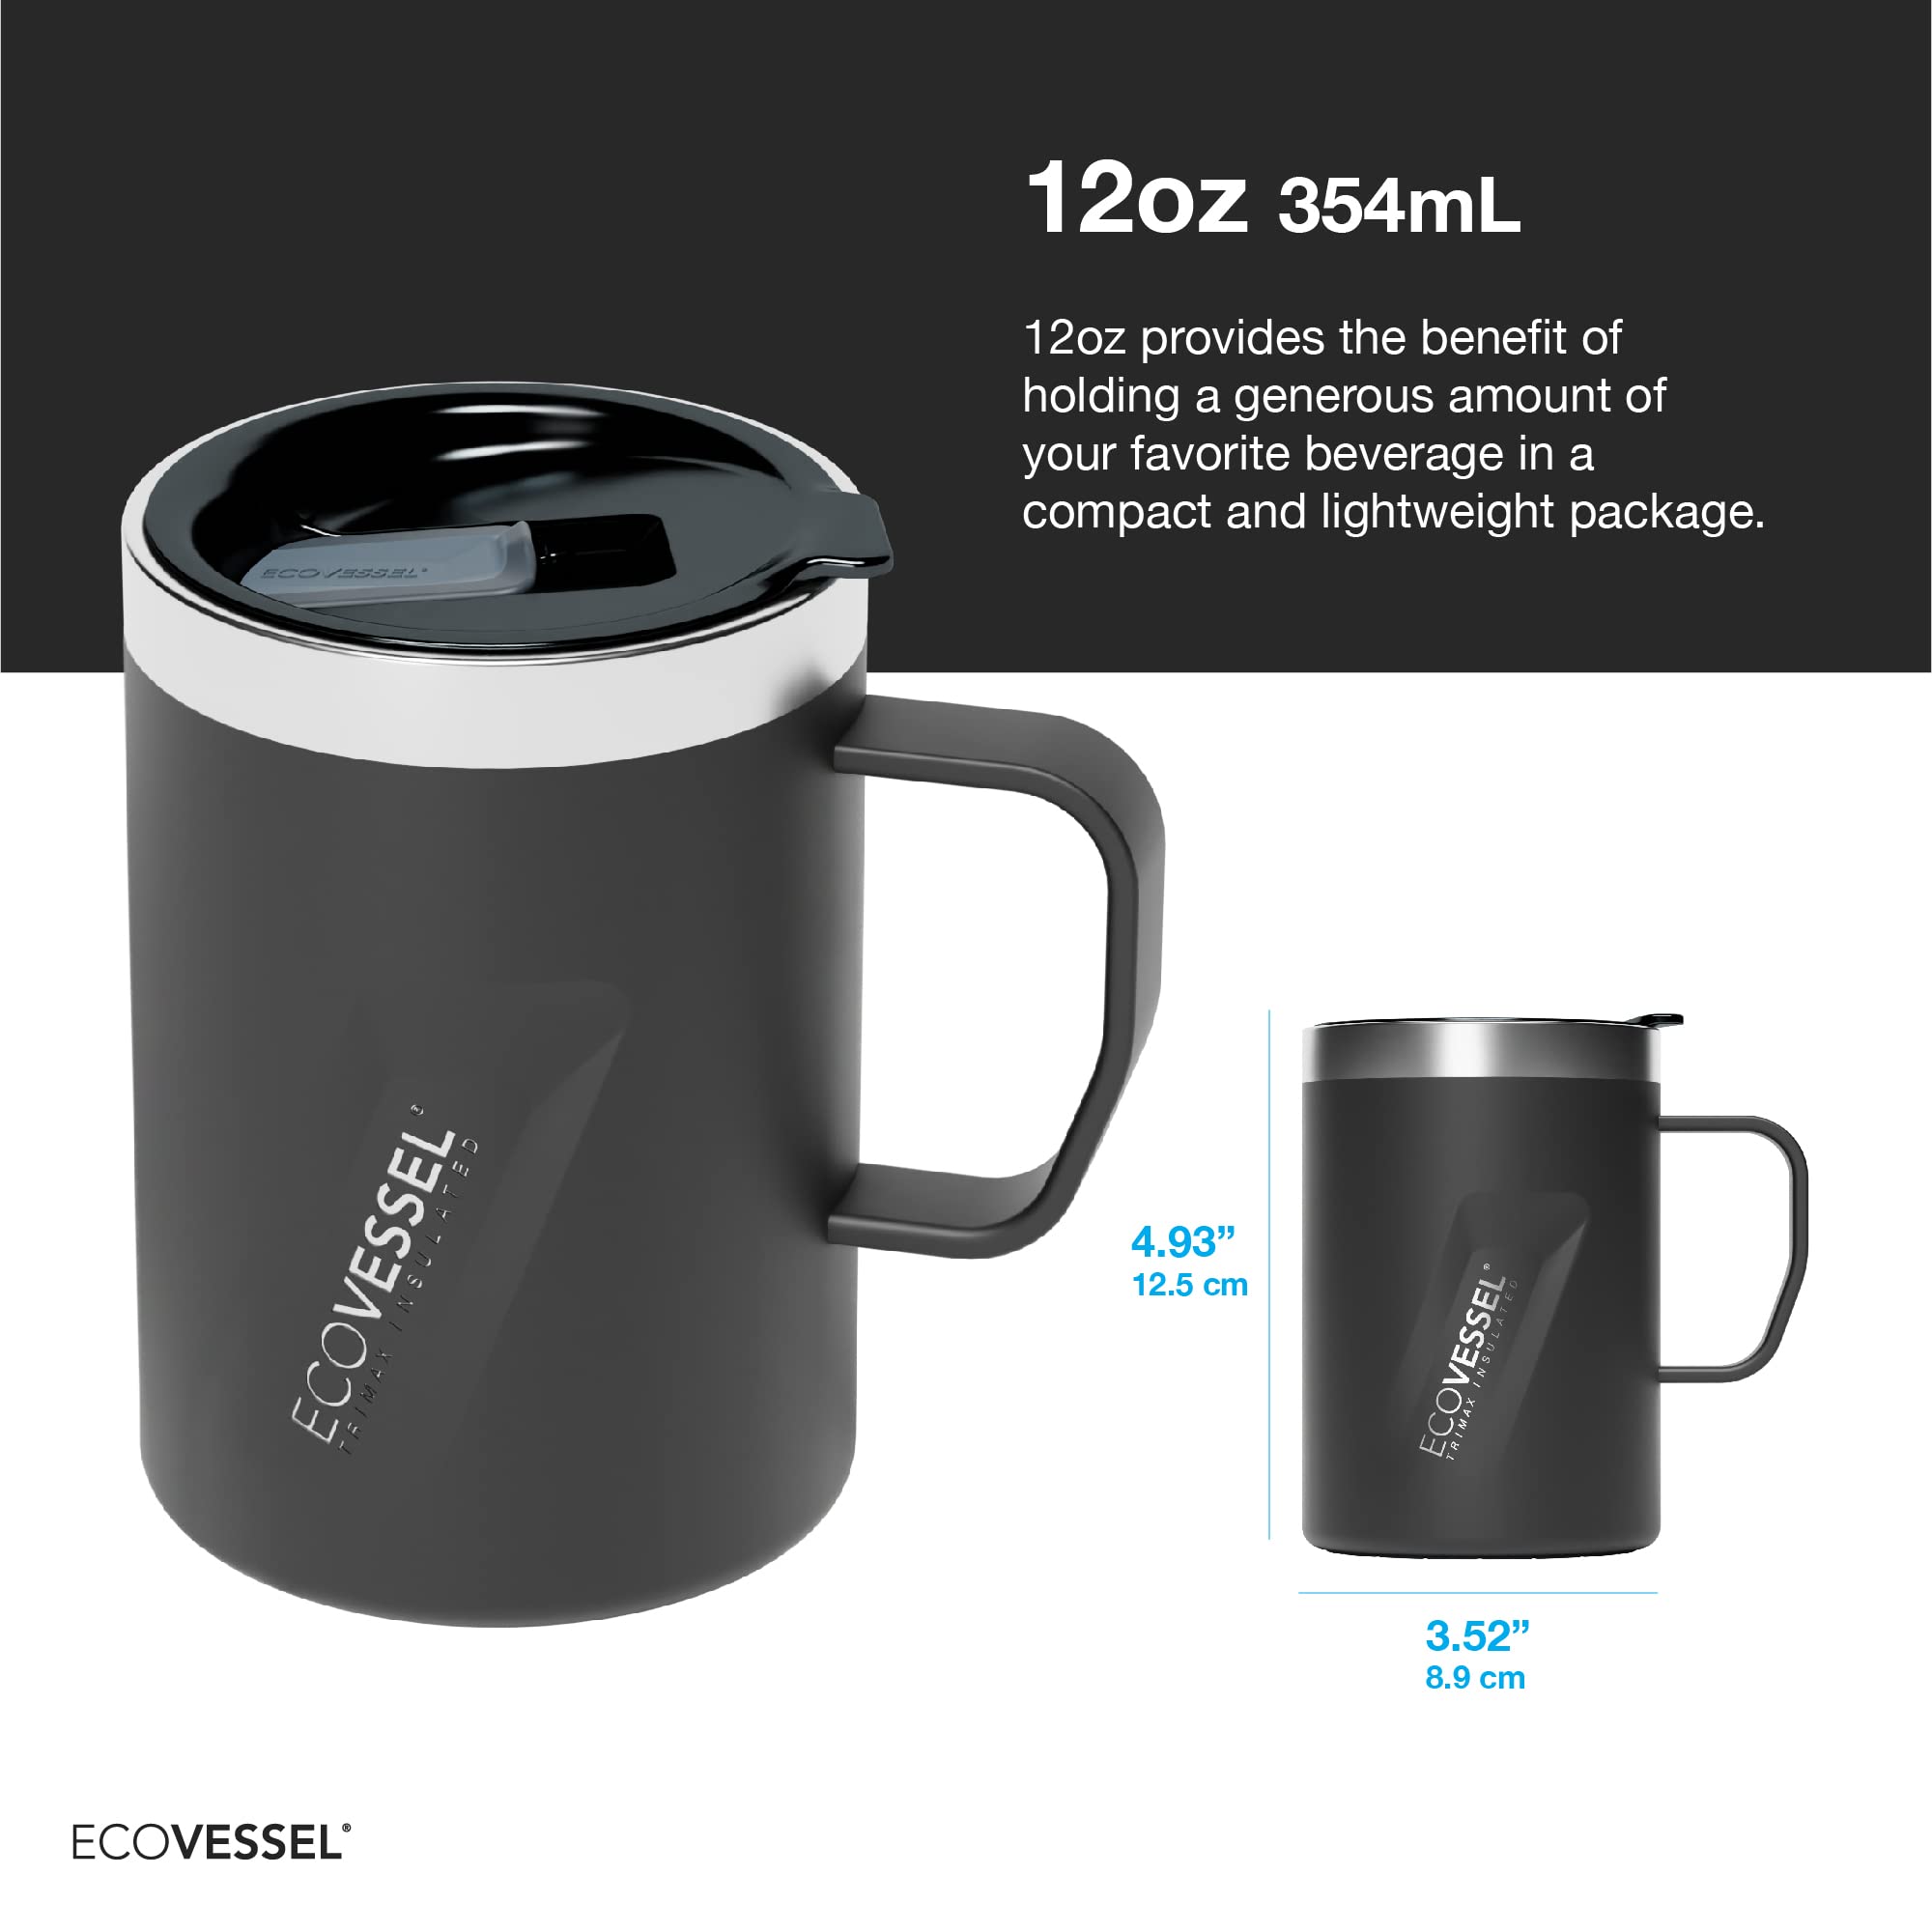 12oz 354mL
12oz provides the benefit of
holding a generous amount of
your favorite beverage in a
compact and lightweight package.
ECOVESSEL®
ECOVESSEL®
TRIMAX INSULATED
4.93”
12.5 cm
ECOVESSEL®
TRIMAX INSULATED
3.52”
8.9 cm
ECOVESSEL®